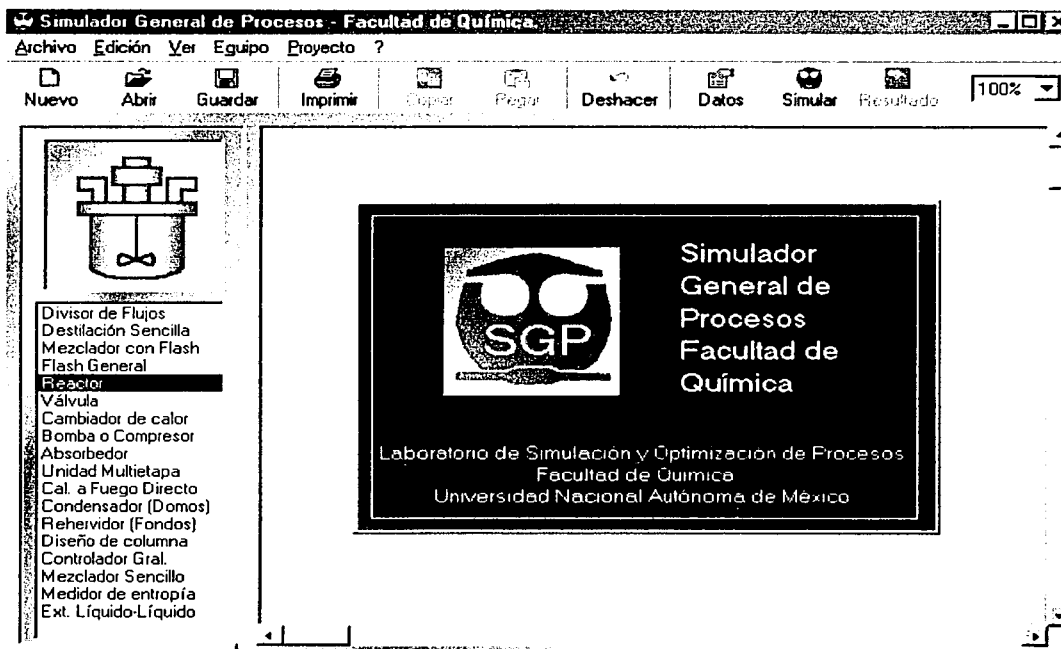 Simulador General de Procesos - Facultad de Química
Archivo Edición Ver Equipo Proyecto ?
Nuevo Abrir Guardar Imprimir Copiar Pegar Deshacer Datos Simular Resultado 100%
Divisor de Flujos
Destilación Sencilla
Mezclador con Flash
Flash General
Reactor
Válvula
Cambiador de calor
Bomba o Compresor
Absorbedor
Unidad Multietapa
Cal. a Fuego Directo
Condensador (Domos)
Rehervidor (Fondos)
Diseño de columna
Controlador Gral.
Mezclador Sencillo
Medidor de entropía
Ext. Líquido-Líquido
SGP
Simulador
General de
Procesos
Facultad de
Química
Laboratorio de Simulación y Optimización de Procesos
Facultad de Química
Universidad Nacional Autónoma de México